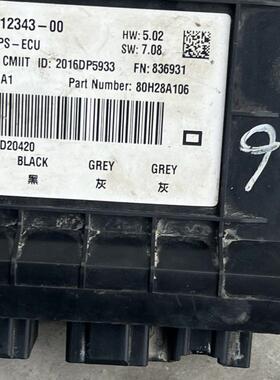 12343-00
HW: 5.02
PS-ECU
SW: 7.08
CMIIT ID: 2016DP5933 FN: 836931
A1 Part Number: 80H28A106
D20420
BLACK GREY GREY
黑 灰 灰
9